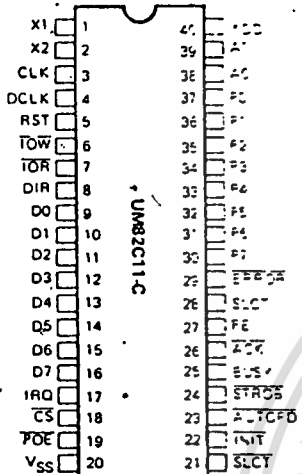 X1 1 40
X2 2 39
CLK 3 38
DCLK 4 37
RST 5 36
IOW 6 35
IOR 7 34
DIR 8 33
D0 9 32
D1 10 31
D2 11 30
D3 12 29 ERROR
D4 13 28 SLCT
D5 14 27 PE
D6 15 26 ACK
D7 16 25 BUSY
IRQ 17 24 STROB
CS 18 23 AUTOFD
POE 19 22 INIT
VSS 20 21 SLCT
UM82C11-C